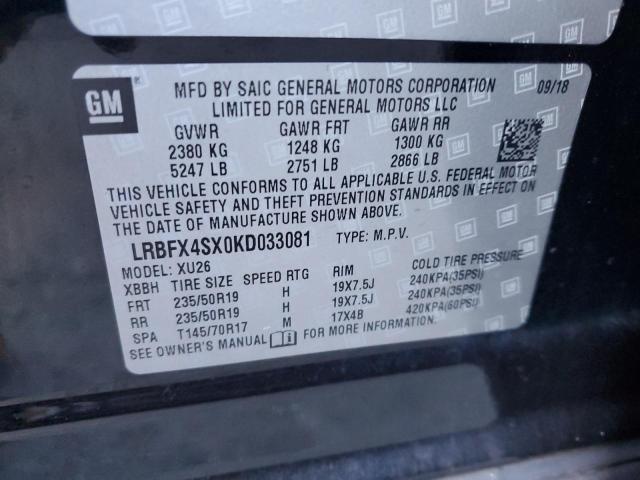 GM
MFD BY SAIC GENERAL MOTORS CORPORATION 09/18
LIMITED FOR GENERAL MOTORS LLC
GVWR GAWR FRT GAWR RR
2380 KG 1248 KG 1300 KG
5247 LB 2751 LB 2866 LB
THIS VEHICLE CONFORMS TO ALL APPLICABLE U.S. FEDERAL MOTOR
VEHICLE SAFETY AND THEFT PREVENTION STANDARDS IN EFFECT ON
THE DATE OF MANUFACTURE SHOWN ABOVE.
LRBFX4SX0KD033081 TYPE: M.P.V.
MODEL: XU26
XBBH TIRE SIZE SPEED RTG RIM COLD TIRE PRESSURE
FRT 235/50R19 H 19X7.5J 240KPA(35PSI)
RR 235/50R19 H 19X7.5J 240KPA(35PSI)
SPA T145/70R17 M 17X4B 420KPA(60PSI)
SEE OWNER'S MANUAL FOR MORE INFORMATION.